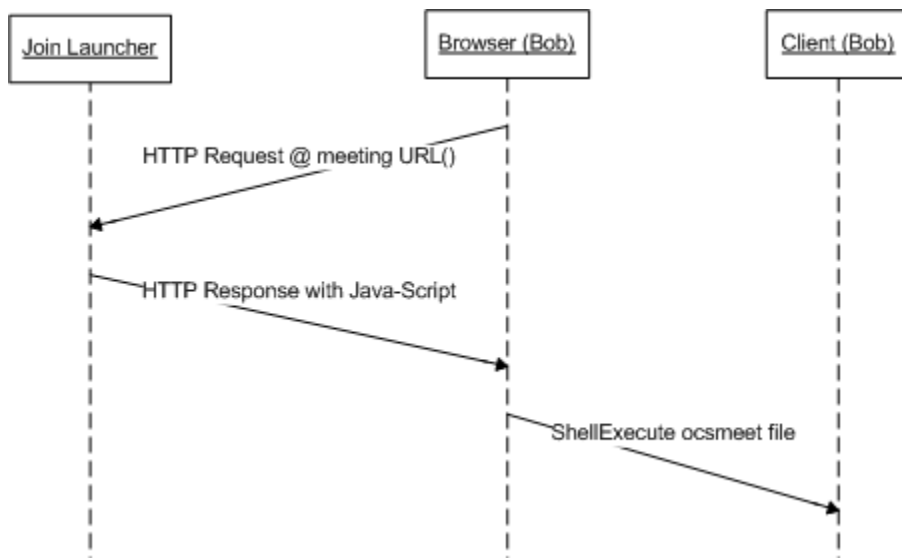 Join Launcher
Browser (Bob)
Client (Bob)
HTTP Request @ meeting URL()
HTTP Response with Java-Script
ShellExecute ocsmeet file